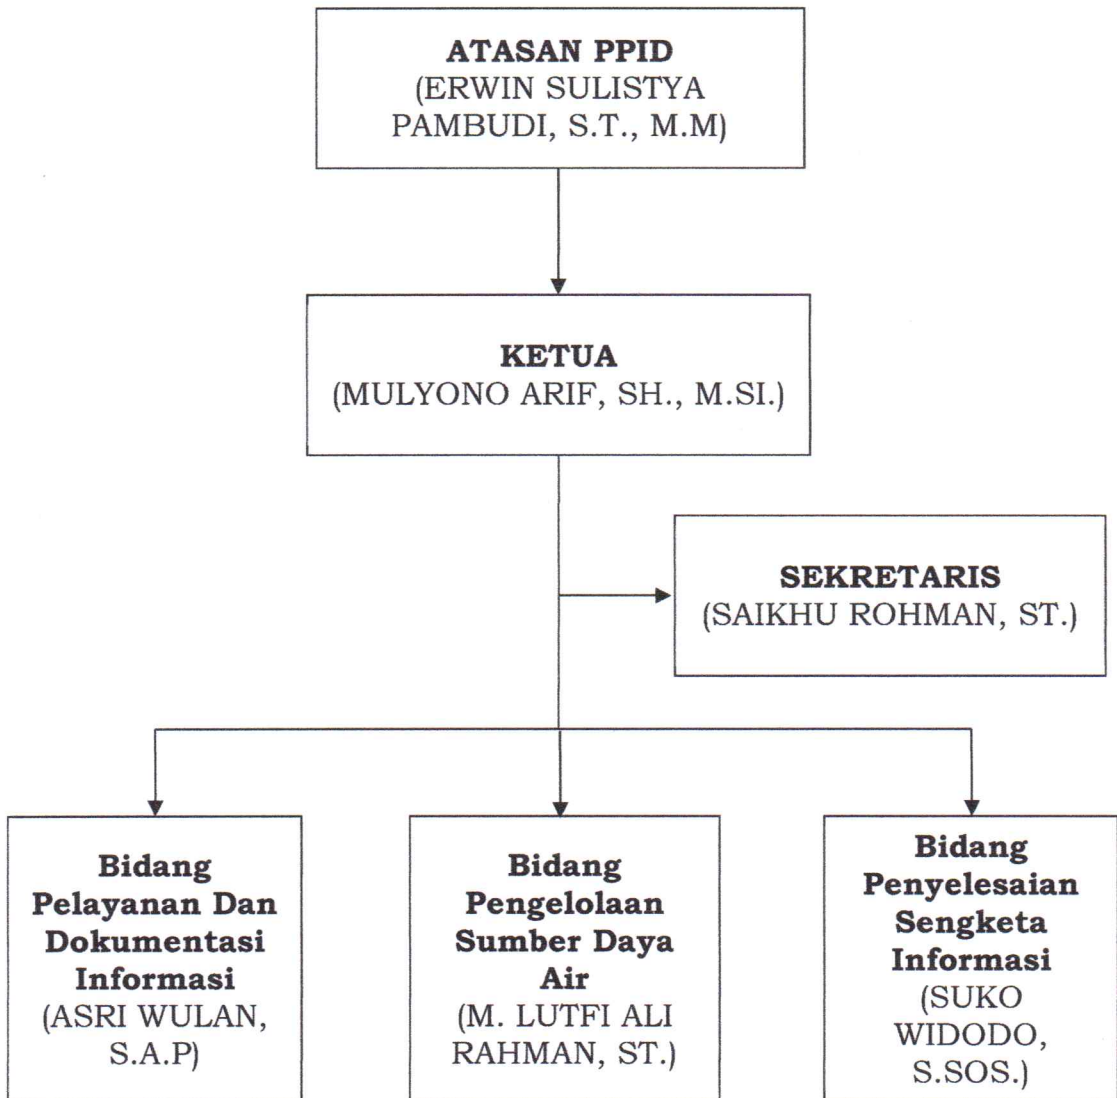 ATASAN PPID
(ERWIN SULISTYA
PAMBUDI, S.T., M.M)
KETUA
(MULYONO ARIF, SH., M.SI.)
SEKRETARIS
(SAIKHU ROHMAN, ST.)
Bidang
Pelayanan Dan
Dokumentasi
Informasi
(ASRI WULAN,
S.A.P)
Bidang
Pengelolaan
Sumber Daya
Air
(M. LUTFI ALI
RAHMAN, ST.)
Bidang
Penyelesaian
Sengketa
Informasi
(SUKO
WIDODO,
S.SOS.)